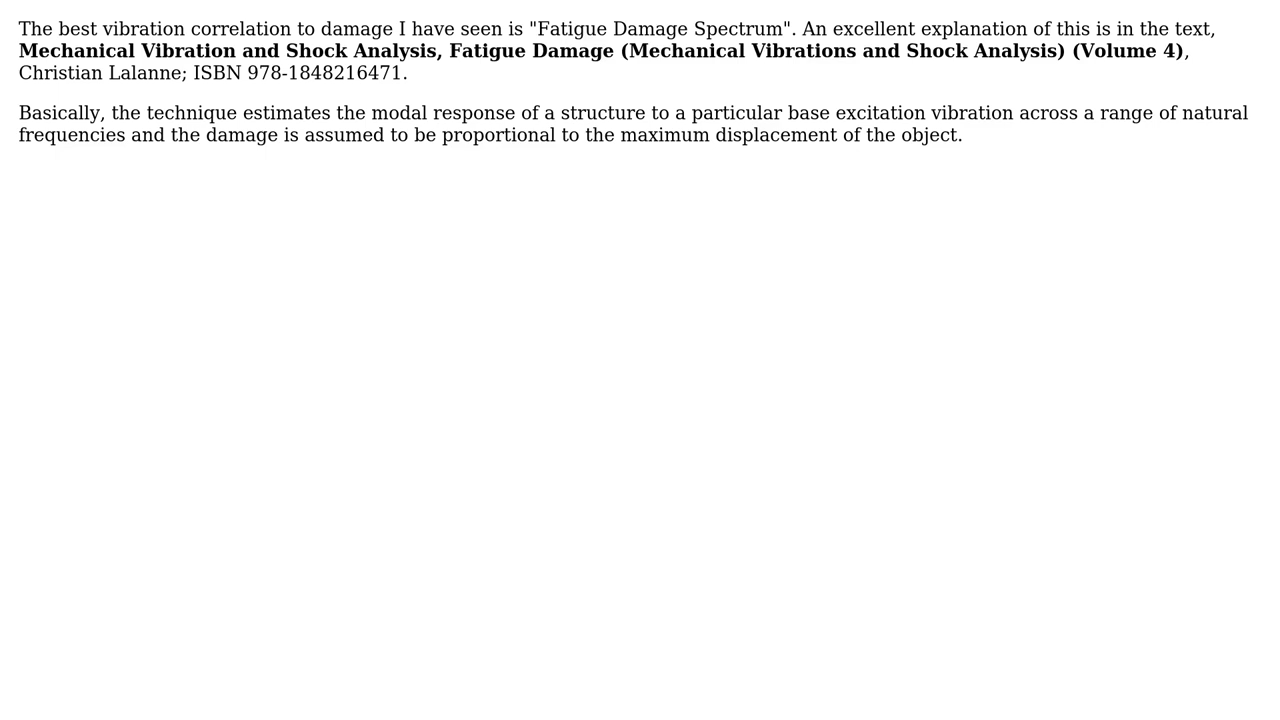 The best vibration correlation to damage I have seen is "Fatigue Damage Spectrum". An excellent explanation of this is in the text,
Mechanical Vibration and Shock Analysis, Fatigue Damage (Mechanical Vibrations and Shock Analysis) (Volume 4),
Christian Lalanne; ISBN 978-1848216471.
Basically, the technique estimates the modal response of a structure to a particular base excitation vibration across a range of natural
frequencies and the damage is assumed to be proportional to the maximum displacement of the object.